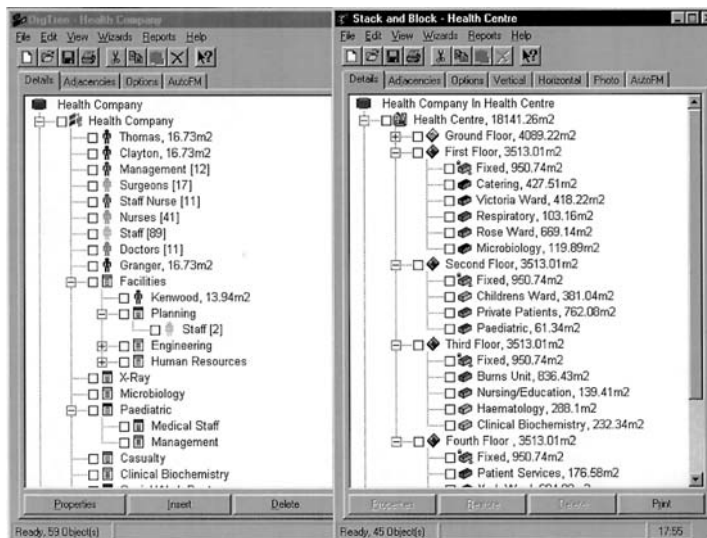 OrgTree - Health Company
File Edit View Wizards Reports Help
Details Adjacencies Options AutoFM
Health Company
Health Company
Thomas, 16.73m2
Clayton, 16.73m2
Management [12]
Surgeons [17]
Staff Nurse [11]
Nurses [41]
Staff [89]
Doctors [11]
Granger, 16.73m2
Facilities
Kenwood, 13.94m2
Planning
Staff [2]
Engineering
Human Resources
X-Ray
Microbiology
Paediatric
Medical Staff
Management
Casualty
Clinical Biochemistry
Properties Insert Delete
Ready, 59 Object(s)
Stack and Block - Health Centre
File Edit View Wizards Reports Help
Details Adjacencies Options Vertical Horizontal Photo AutoFM
Health Company In Health Centre
Health Centre, 18141.26m2
Ground Floor, 4089.22m2
First Floor, 3513.01m2
Fixed, 950.74m2
Catering, 427.51m2
Victoria Ward, 418.22m2
Respiratory, 103.16m2
Rose Ward, 669.14m2
Microbiology, 119.89m2
Second Floor, 3513.01m2
Fixed, 950.74m2
Childrens Ward, 381.04m2
Private Patients, 762.08m2
Paediatric, 61.34m2
Third Floor, 3513.01m2
Fixed, 950.74m2
Burns Unit, 836.43m2
Nursing/Education, 139.41m2
Haematology, 288.1m2
Clinical Biochemistry, 232.34m2
Fourth Floor , 3513.01m2
Fixed, 950.74m2
Patient Services, 176.58m2
Properties Remove Delete Print
Ready, 45 Object(s) 17:55